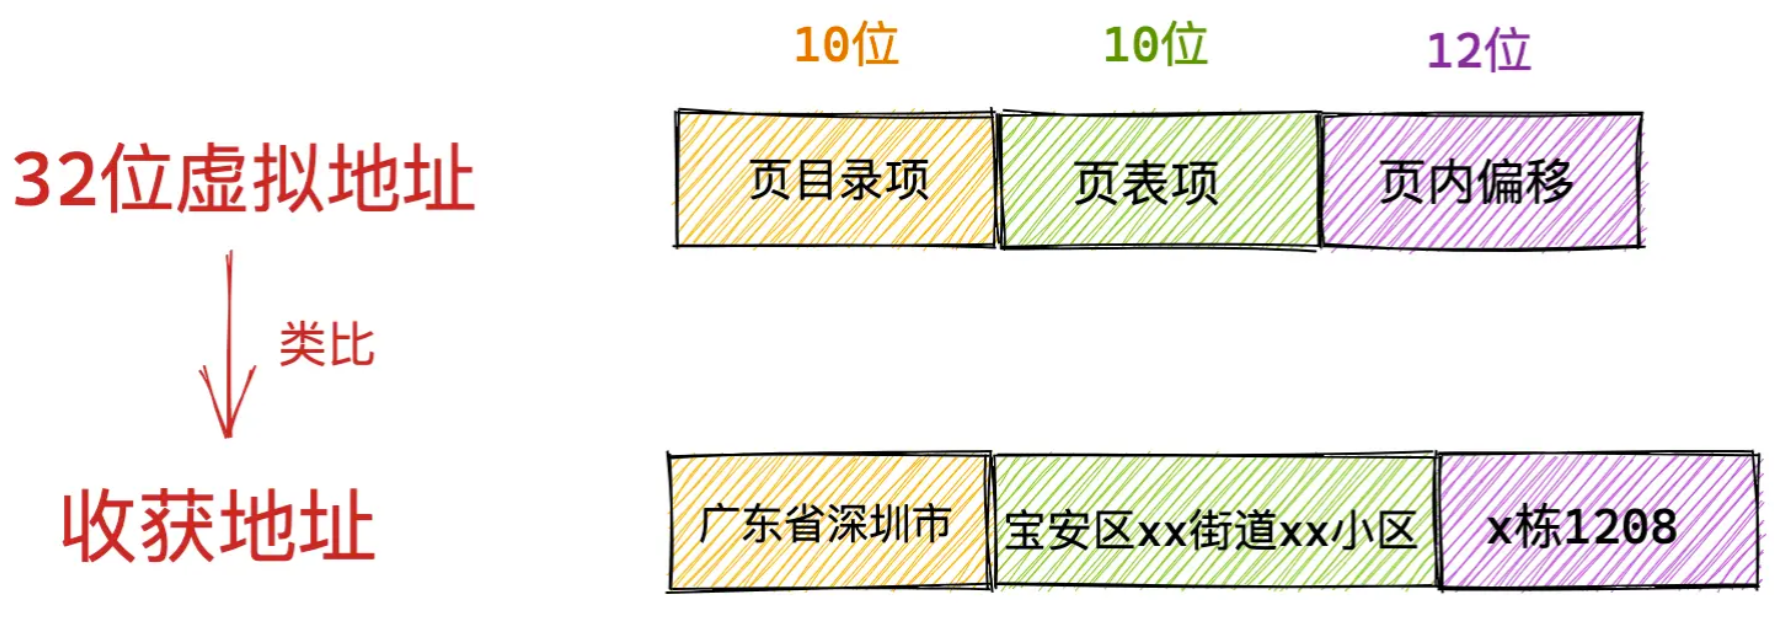 10位
10位
12位
32位虚拟地址
页目录项
页表项
页内偏移
类比
收获地址
广东省深圳市
宝安区xx街道xx小区
x栋1208